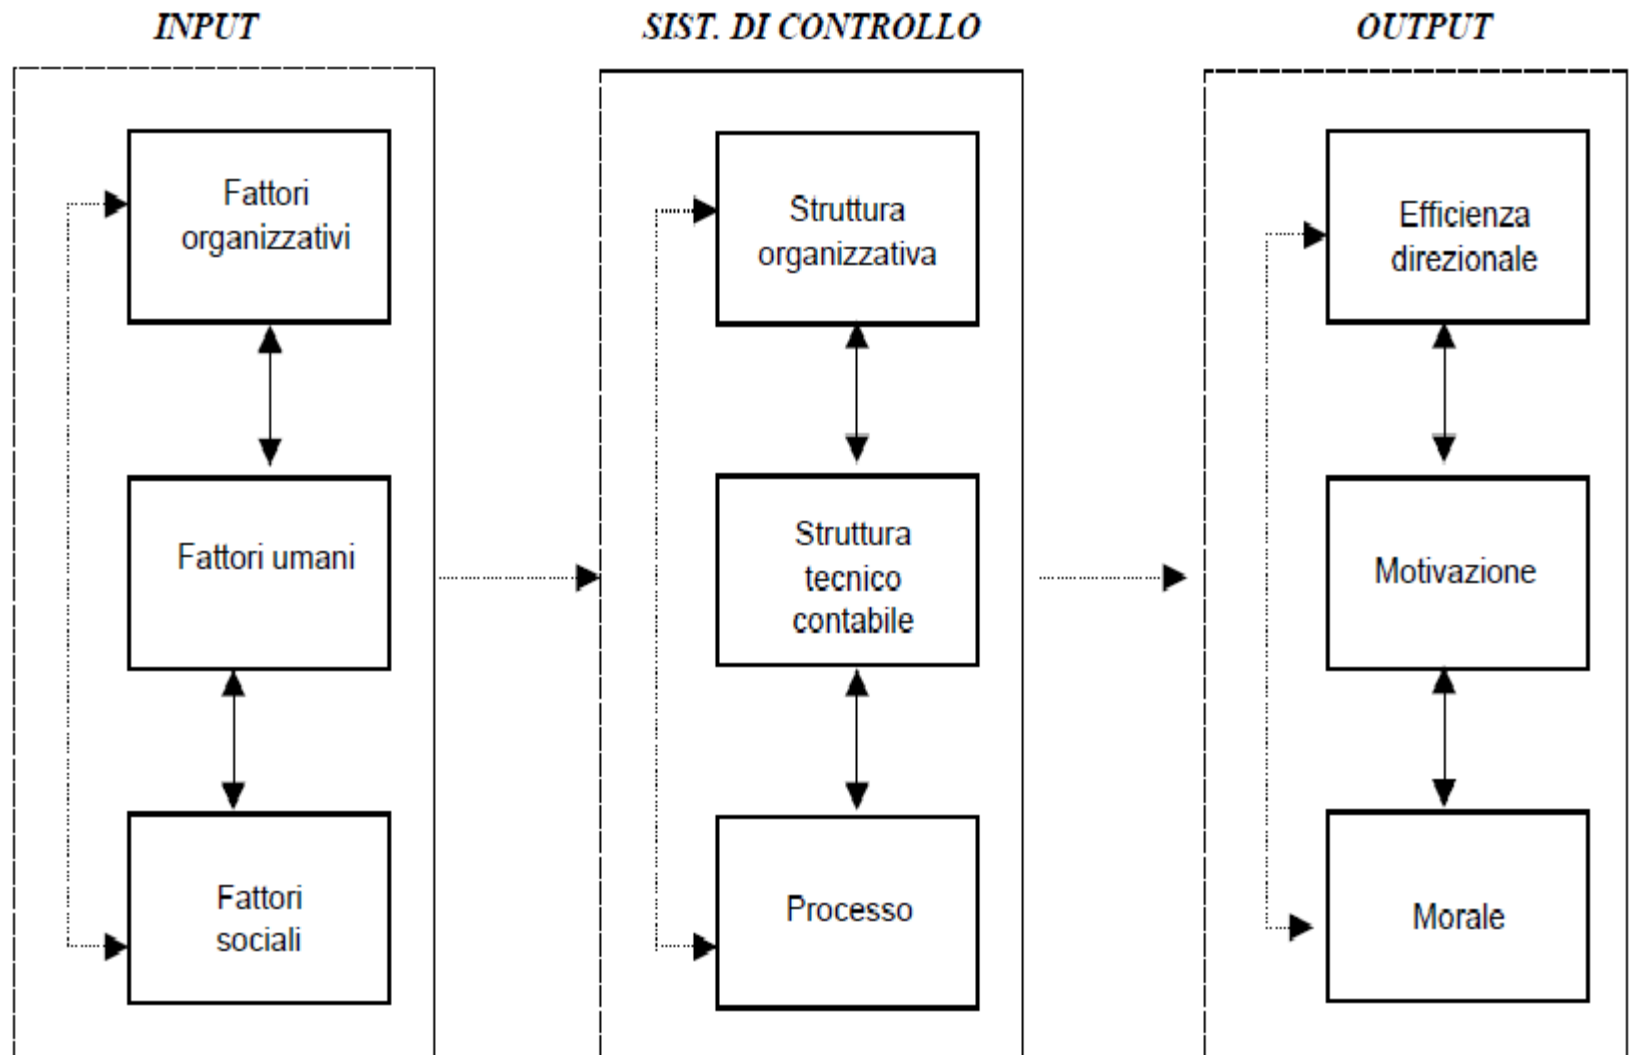 INPUT
Fattori
organizzativi
Fattori umani
Fattori
sociali
SIST. DI CONTROLLO
Struttura
organizzativa
Struttura
tecnico
contabile
Processo
OUTPUT
Efficienza
direzionale
Motivazione
Morale